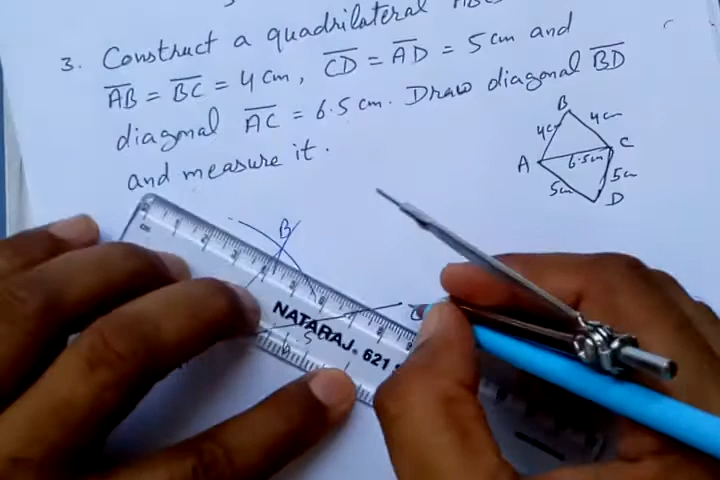 3. Construct a quadrilateral
AB = BC = 4 cm, CD = AD = 5 cm and
diagonal AC = 6.5 cm. Draw diagonal BD
and measure it.
B
4cm 4cm
A C
6.5cm
5cm 5cm
D
B
NATARAJ 621